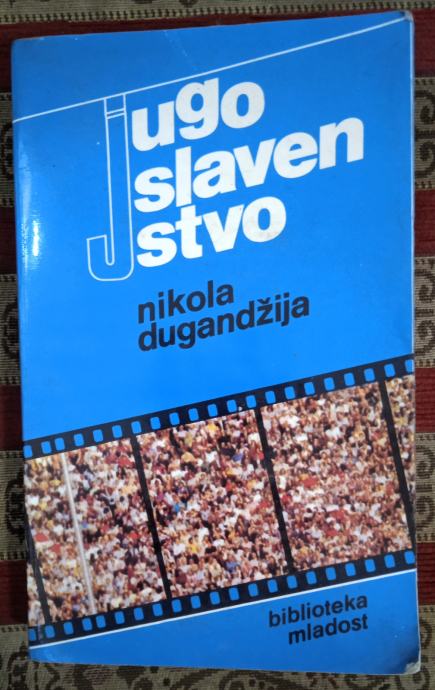 jugo
slaven
stvo
nikola
dugandžija
biblioteka
mladost